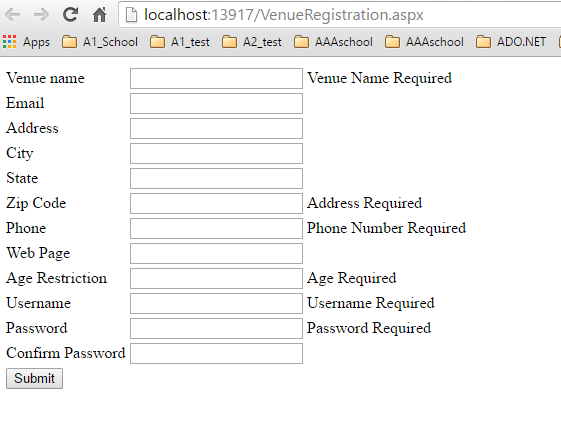 localhost:13917/VenueRegistration.aspx
Apps A1_School A1_test A2_test AAAschool AAAschool ADO.NET
Venue name Venue Name Required
Email
Address
City
State
Zip Code Address Required
Phone Phone Number Required
Web Page
Age Restriction Age Required
Username Username Required
Password Password Required
Confirm Password
Submit